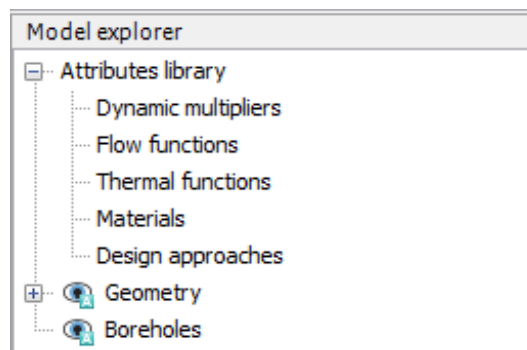 Model explorer
Attributes library
Dynamic multipliers
Flow functions
Thermal functions
Materials
Design approaches
A Geometry
A Boreholes